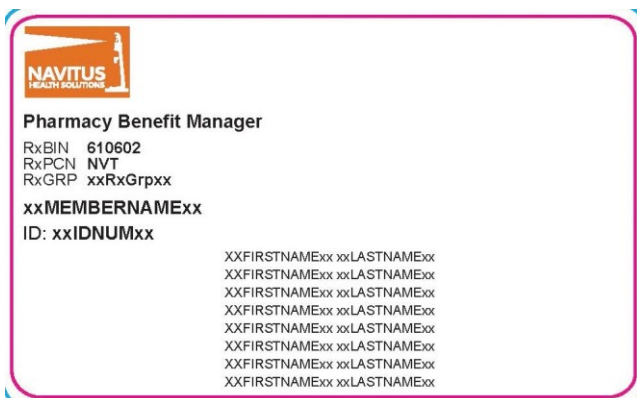 NAVITUS
HEALTH SOLUTIONS
Pharmacy Benefit Manager
RxBIN 610602
RxPCN NVT
RxGRP xxRxGrpxx
xxMEMBERNAMExx
ID: xxIDNUMxx
XXFIRSTNAMExx xxLASTNAMExx
XXFIRSTNAMExx xxLASTNAMExx
XXFIRSTNAMExx xxLASTNAMExx
XXFIRSTNAMExx xxLASTNAMExx
XXFIRSTNAMExx xxLASTNAMExx
XXFIRSTNAMExx xxLASTNAMExx
XXFIRSTNAMExx xxLASTNAMExx
XXFIRSTNAMExx xxLASTNAMExx